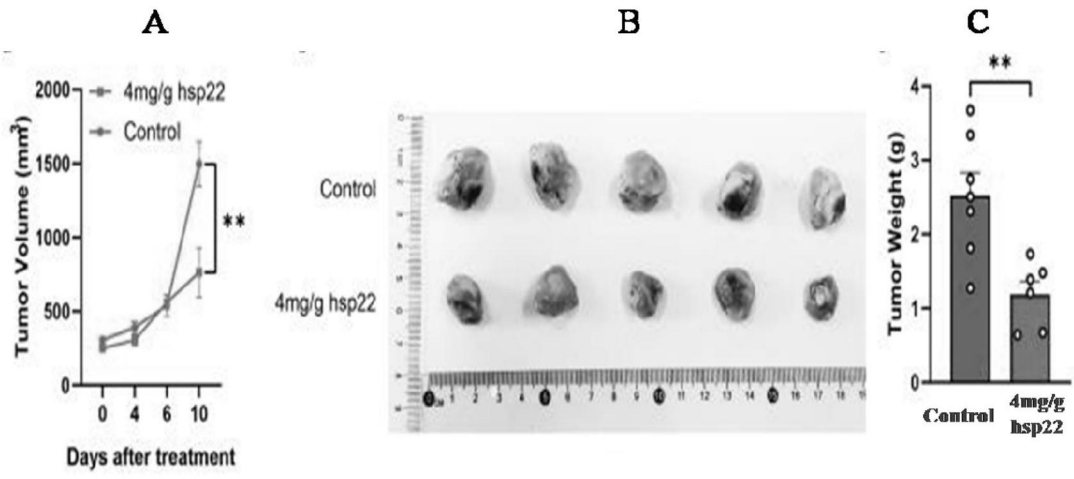 A
B
C
2000
1500
1000
500
0
4mg/g hsp22
Control
**
Tumor Volume (mm³)
0 4 6 10
Days after treatment
Control
4mg/g hsp22
0 1 2 3 4 5 6 7 8 9 10 11 12 13 14 15 16 17 18
**
4
3
2
1
0
Tumor Weight (g)
Control
4mg/g
hsp22